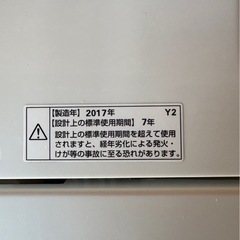 【製造年】2017年 Y2
【設計上の標準使用期間】7年
設計上の標準使用期間を超えて使用
されますと、経年劣化による発火・
けが等の事故に至る恐れがあります。